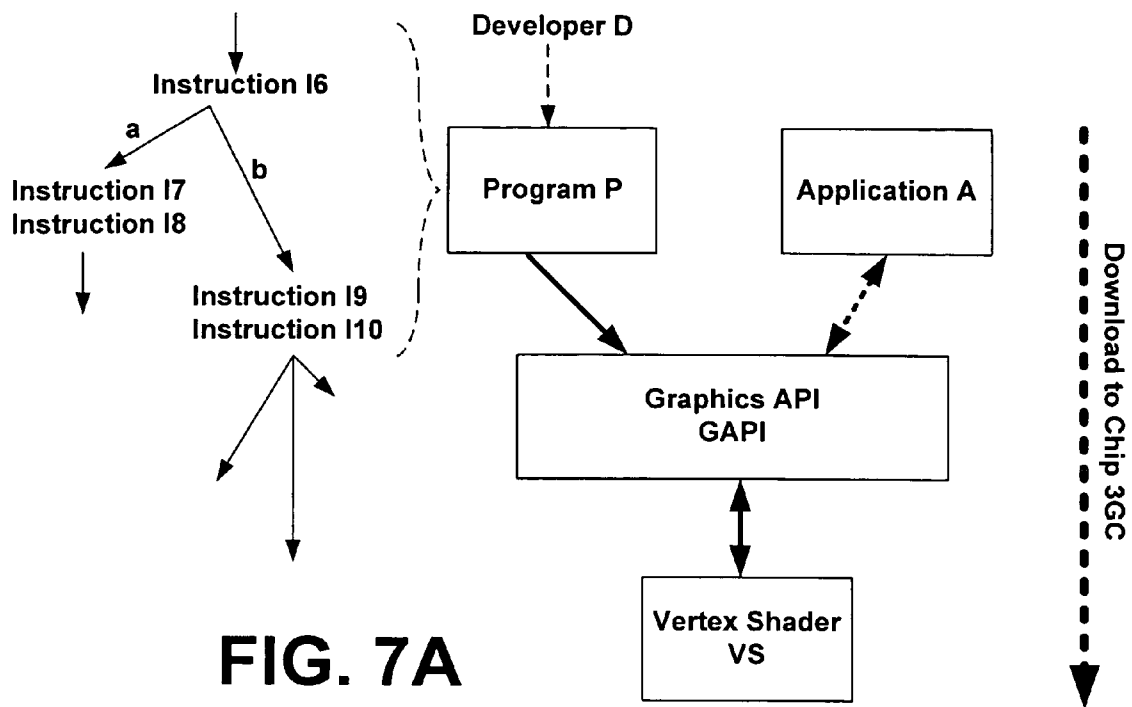 Developer D
Instruction I6
a
b
Instruction I7
Instruction I8
Instruction I9
Instruction I10
Program P
Application A
Graphics API
GAPI
Vertex Shader
VS
Download to Chip 3GC
FIG. 7A